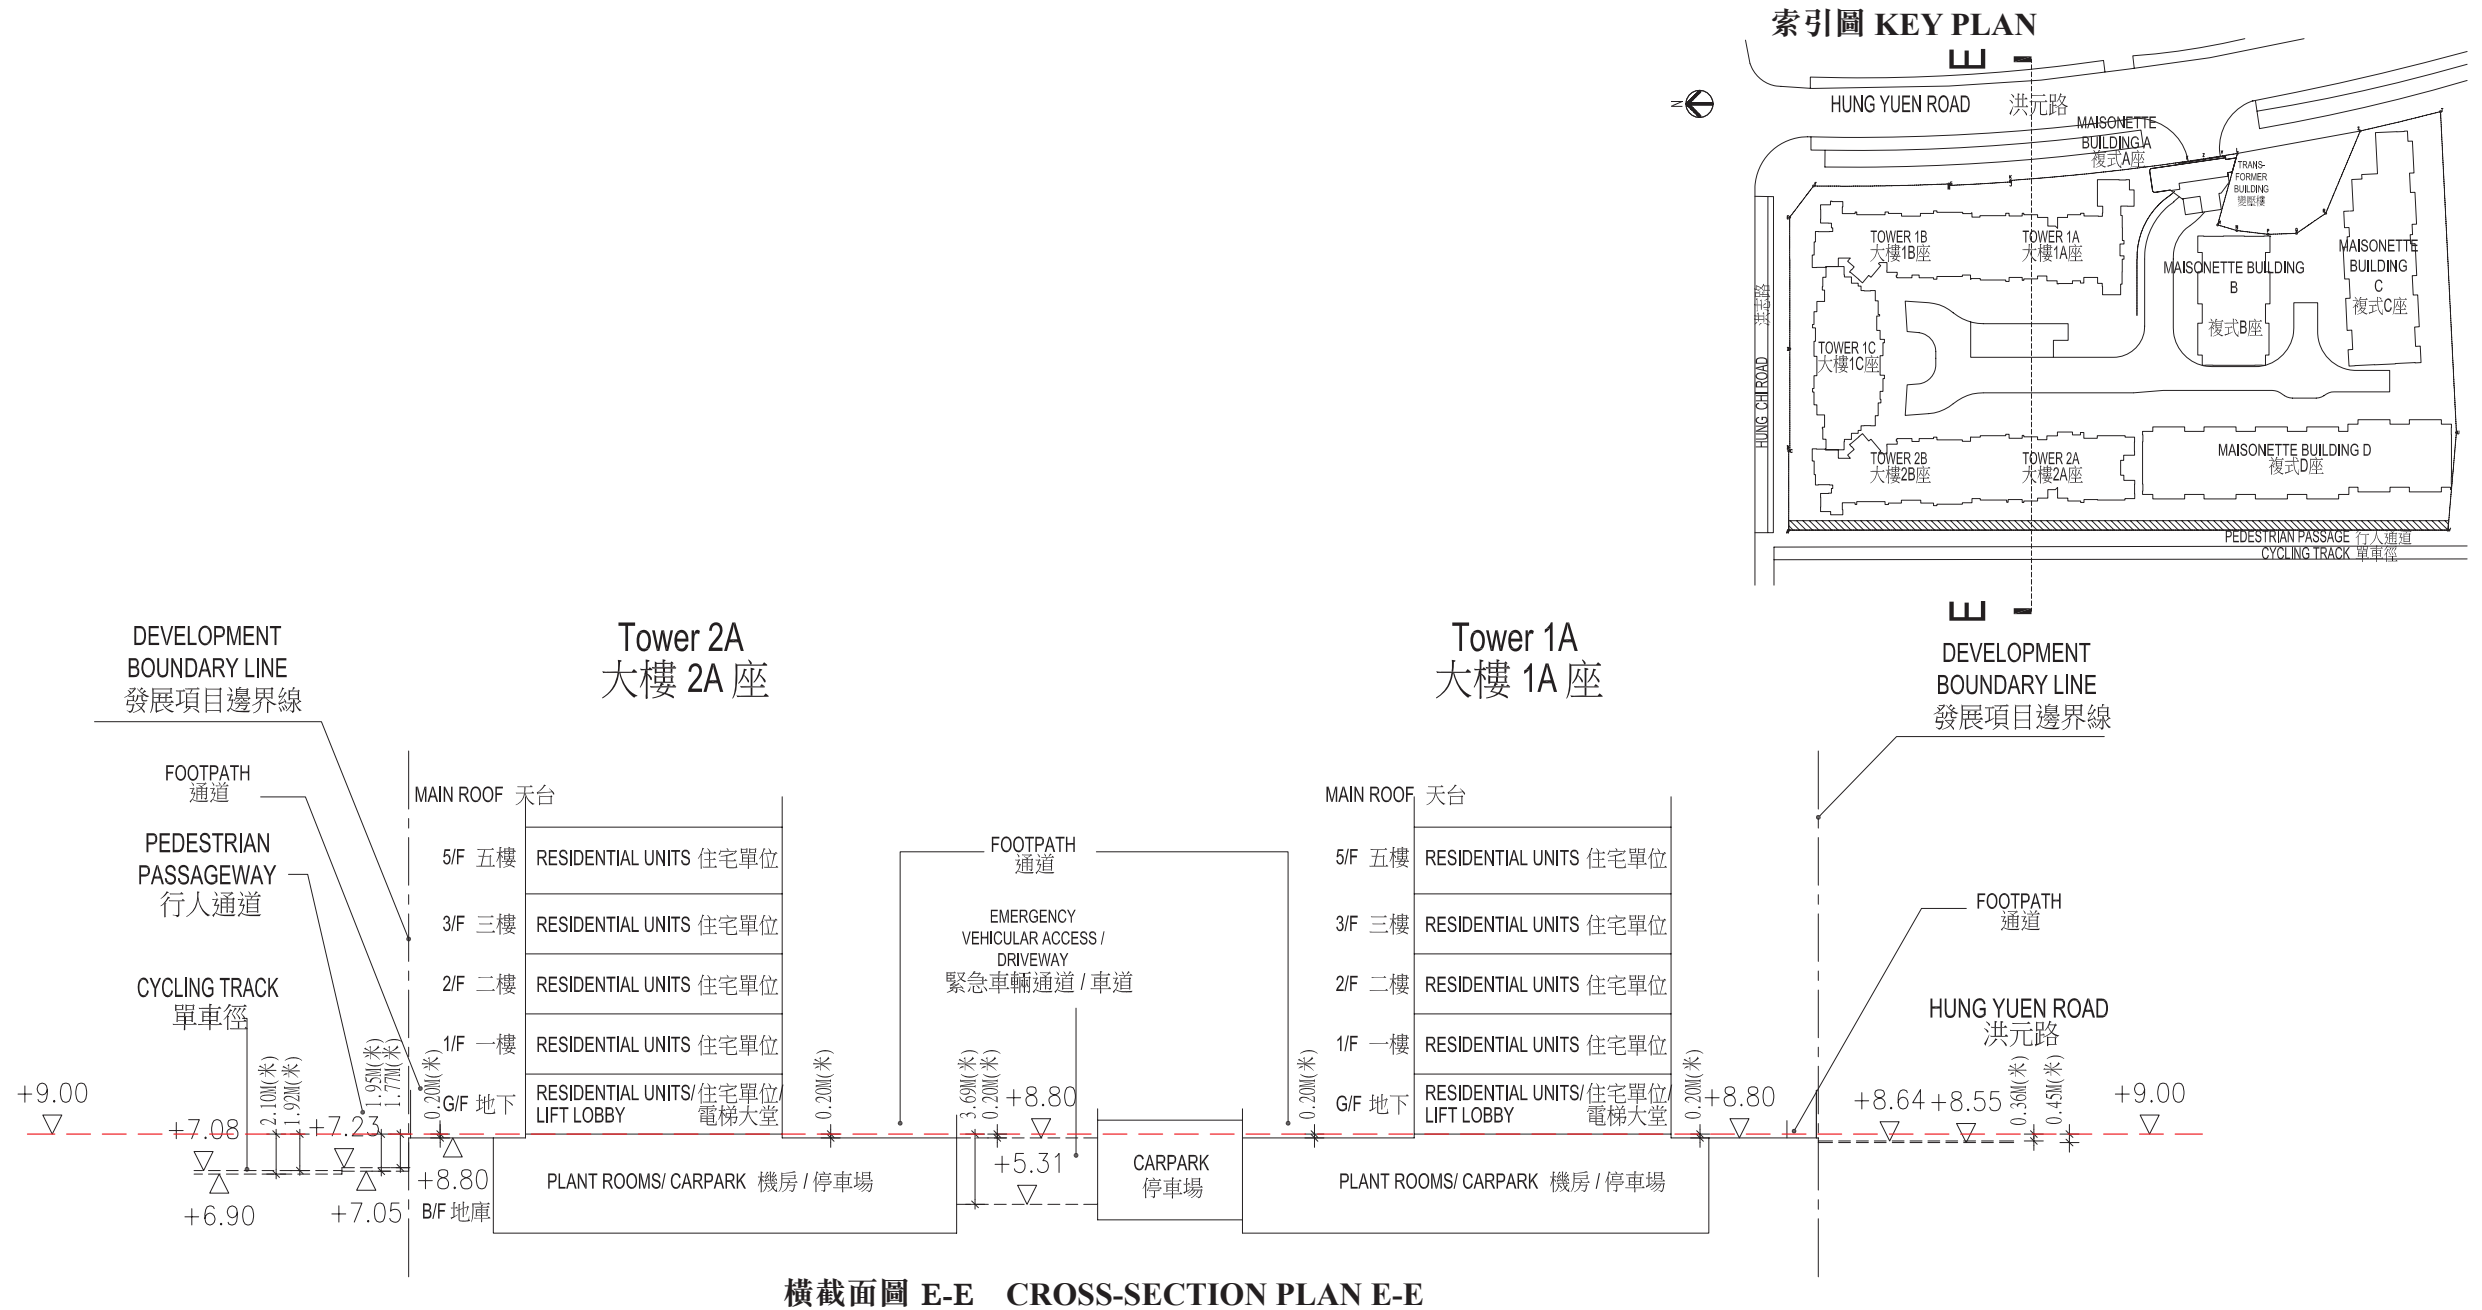 索引圖 KEY PLAN
E
N
HUNG YUEN ROAD 洪元路
MAISONETTE
BUILDING A
複式A座
TRANS-
FORMER
BUILDING
變壓樓
TOWER 1B
大樓1B座
TOWER 1A
大樓1A座
MAISONETTE BUILDING
B
複式B座
MAISONETTE
BUILDING
C
複式C座
洪志路
HUNG CHI ROAD
TOWER 1C
大樓1C座
TOWER 2B
大樓2B座
TOWER 2A
大樓2A座
MAISONETTE BUILDING D
複式D座
PEDESTRIAN PASSAGE 行人通道
CYCLING TRACK 單車徑
E
DEVELOPMENT
BOUNDARY LINE
發展項目邊界線
Tower 2A
大樓 2A 座
Tower 1A
大樓 1A 座
DEVELOPMENT
BOUNDARY LINE
發展項目邊界線
FOOTPATH
通道
PEDESTRIAN
PASSAGEWAY
行人通道
CYCLING TRACK
單車徑
MAIN ROOF 天台
5/F 五樓 RESIDENTIAL UNITS 住宅單位
3/F 三樓 RESIDENTIAL UNITS 住宅單位
2/F 二樓 RESIDENTIAL UNITS 住宅單位
1/F 一樓 RESIDENTIAL UNITS 住宅單位
G/F 地下 RESIDENTIAL UNITS/ 住宅單位/
LIFT LOBBY 電梯大堂
FOOTPATH
通道
EMERGENCY
VEHICULAR ACCESS /
DRIVEWAY
緊急車輛通道 / 車道
MAIN ROOF 天台
5/F 五樓 RESIDENTIAL UNITS 住宅單位
3/F 三樓 RESIDENTIAL UNITS 住宅單位
2/F 二樓 RESIDENTIAL UNITS 住宅單位
1/F 一樓 RESIDENTIAL UNITS 住宅單位
G/F 地下 RESIDENTIAL UNITS/ 住宅單位/
LIFT LOBBY 電梯大堂
FOOTPATH
通道
HUNG YUEN ROAD
洪元路
+9.00
+7.08
2.10M(米)
1.92M(米)
+7.23
1.95M(米)
1.77M(米)
0.20M(米)
0.20M(米)
3.69M(米)
0.20M(米)
+8.80
0.20M(米)
0.20M(米)
+8.80
+8.64
+8.55
0.36M(米)
0.45M(米)
+9.00
+6.90
+7.05
+8.80
B/F 地庫
PLANT ROOMS/ CARPARK 機房 / 停車場
+5.31
CARPARK
停車場
PLANT ROOMS/ CARPARK 機房 / 停車場
橫截面圖 E-E CROSS-SECTION PLAN E-E